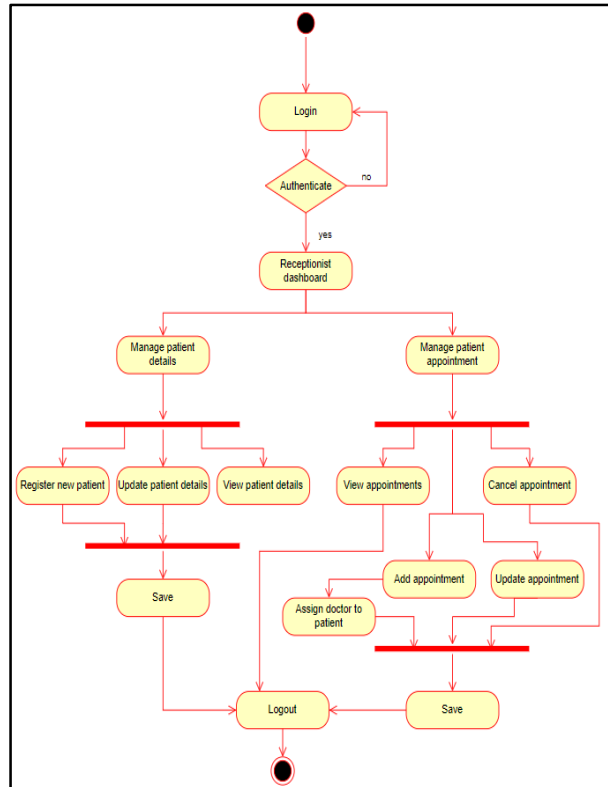 Login
no
Authenticate
yes
Receptionist
dashboard
Manage patient
details
Manage patient
appointment
Register new patient
Update patient details
View patient details
View appointments
Cancel appointment
Add appointment
Update appointment
Assign doctor to
patient
Save
Logout
Save